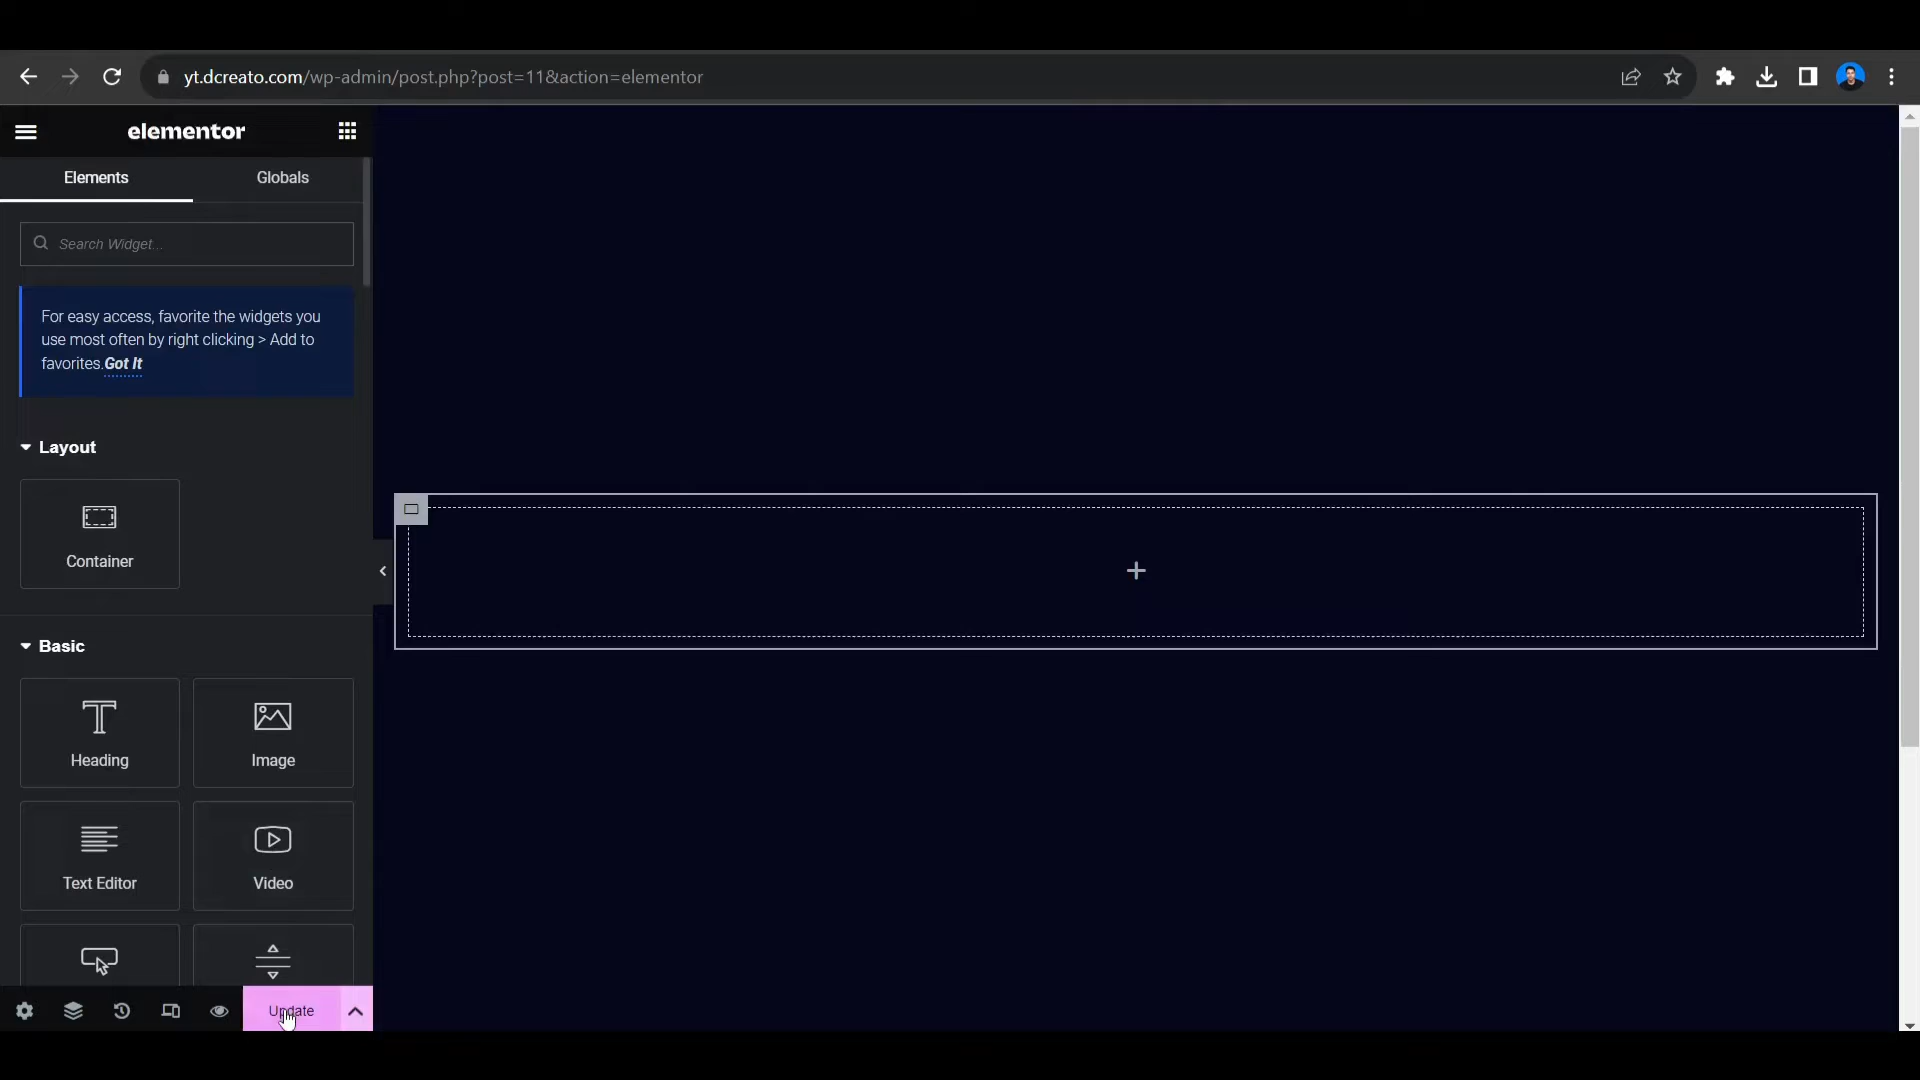 yt.dcreato.com/wp-admin/post.php?post=11&action=elementor
elementor
Elements
Globals
Search Widget...
For easy access, favorite the widgets you
use most often by right clicking > Add to
favorites.Got It
Layout
Container
Basic
Heading
Image
Text Editor
Video
Update